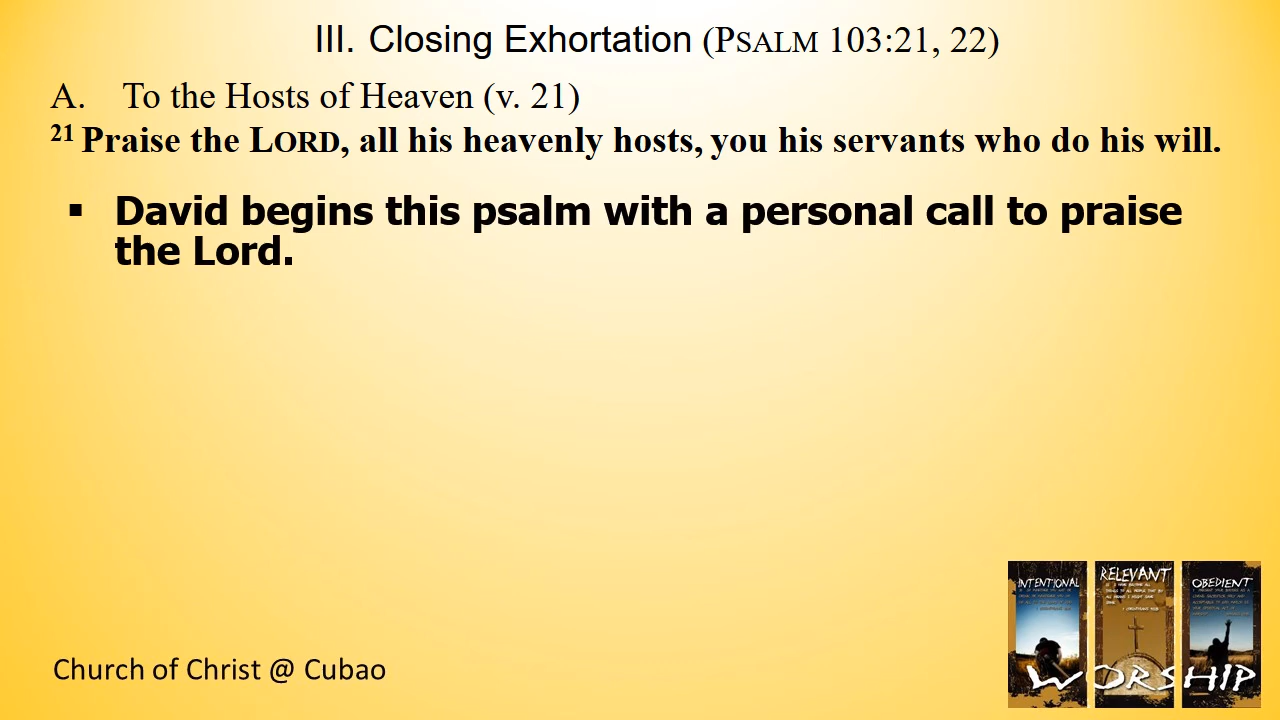 III. Closing Exhortation (PSALM 103:21, 22)
A. To the Hosts of Heaven (v. 21)
21 Praise the LORD, all his heavenly hosts, you his servants who do his will.
▪ David begins this psalm with a personal call to praise
the Lord.
INTENTIONAL
RELEVANT
OBEDIENT
WORSHIP
Church of Christ @ Cubao